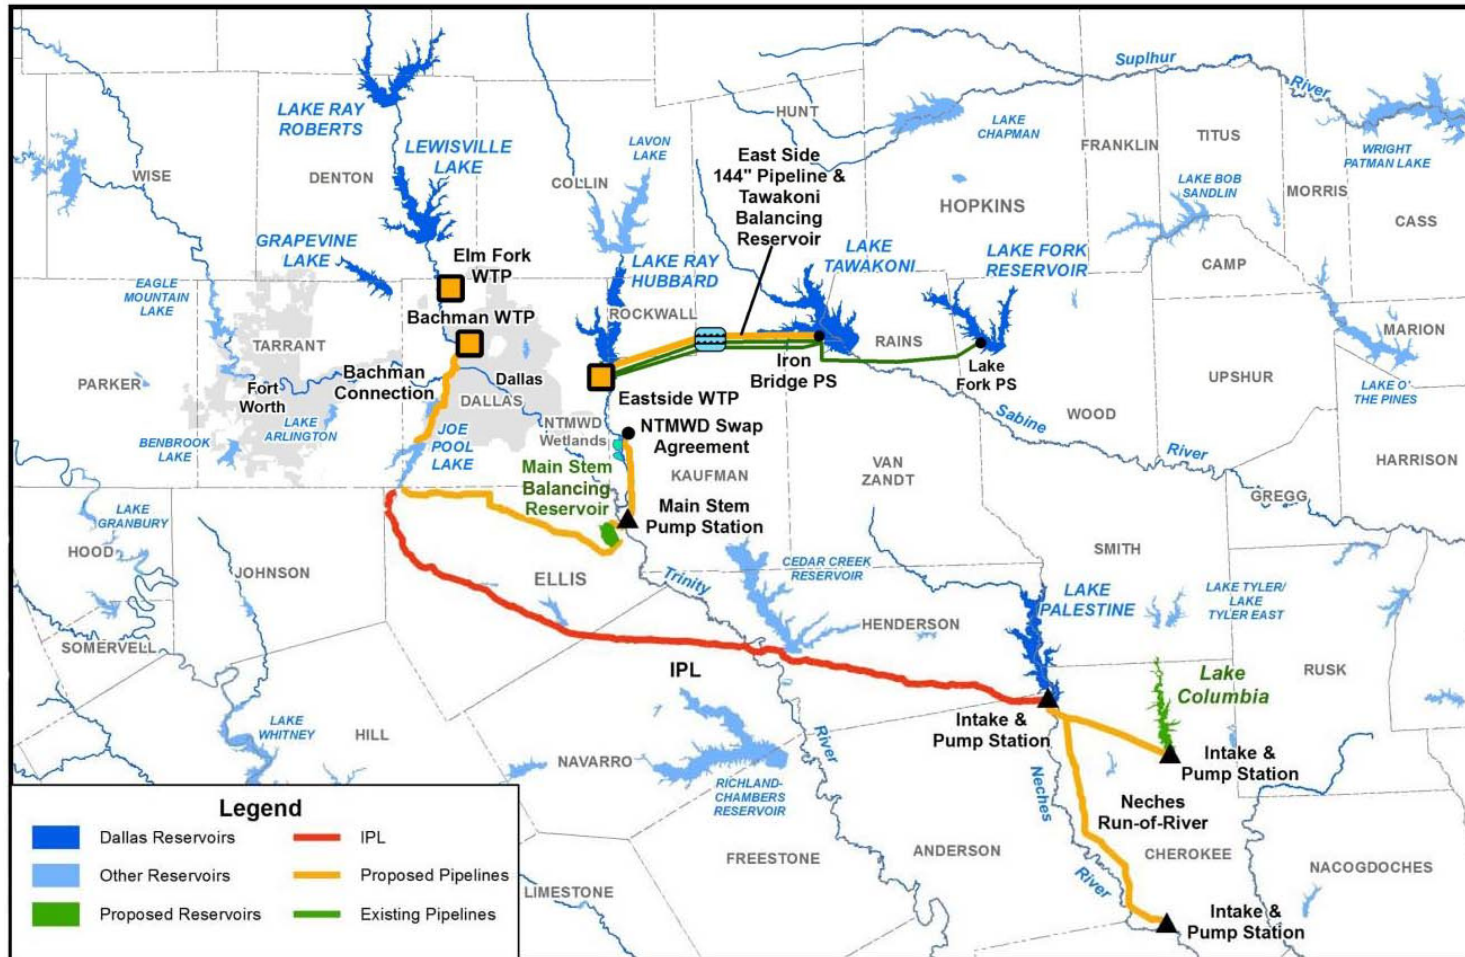 Suplhur
River
LAKE RAY
ROBERTS
HUNT
LAKE
CHAPMAN
FRANKLIN
TITUS
WRIGHT
PATMAN LAKE
LEWISVILLE
LAKE
LAVON
LAKE
WISE
DENTON
COLLIN
East Side
144" Pipeline &
Tawakoni
Balancing
Reservoir
HOPKINS
LAKE BOB
SANDLIN
MORRIS
CASS
GRAPEVINE
LAKE
Elm Fork
WTP
LAKE RAY
HUBBARD
LAKE
TAWAKONI
LAKE FORK
RESERVOIR
CAMP
EAGLE
MOUNTAIN
LAKE
Bachman WTP
ROCKWALL
MARION
TARRANT
RAINS
Iron
Bridge PS
Lake
Fork PS
UPSHUR
LAKE O'
THE PINES
PARKER
Fort
Worth
Bachman
Connection
Dallas
DALLAS
Eastside WTP
WOOD
Sabine
River
LAKE
ARLINGTON
BENBROOK
LAKE
JOE
POOL
LAKE
NTMWD
Wetlands
NTMWD Swap
Agreement
HARRISON
Main Stem
Balancing
Reservoir
KAUFMAN
VAN
ZANDT
GREGG
Main Stem
Pump Station
LAKE
GRANBURY
HOOD
JOHNSON
ELLIS
Trinity
CEDAR CREEK
RESERVOIR
SMITH
LAKE
PALESTINE
LAKE TYLER/
LAKE
TYLER EAST
HENDERSON
SOMERVELL
RUSK
IPL
Lake
Columbia
LAKE
WHITNEY
HILL
Intake &
Pump Station
River
NAVARRO
Intake &
Pump Station
RICHLAND-
CHAMBERS
RESERVOIR
Neches
Neches
Run-of-River
FREESTONE
ANDERSON
CHEROKEE
NACOGDOCHES
River
LIMESTONE
Intake &
Pump Station
Legend
Dallas Reservoirs
IPL
Other Reservoirs
Proposed Pipelines
Proposed Reservoirs
Existing Pipelines